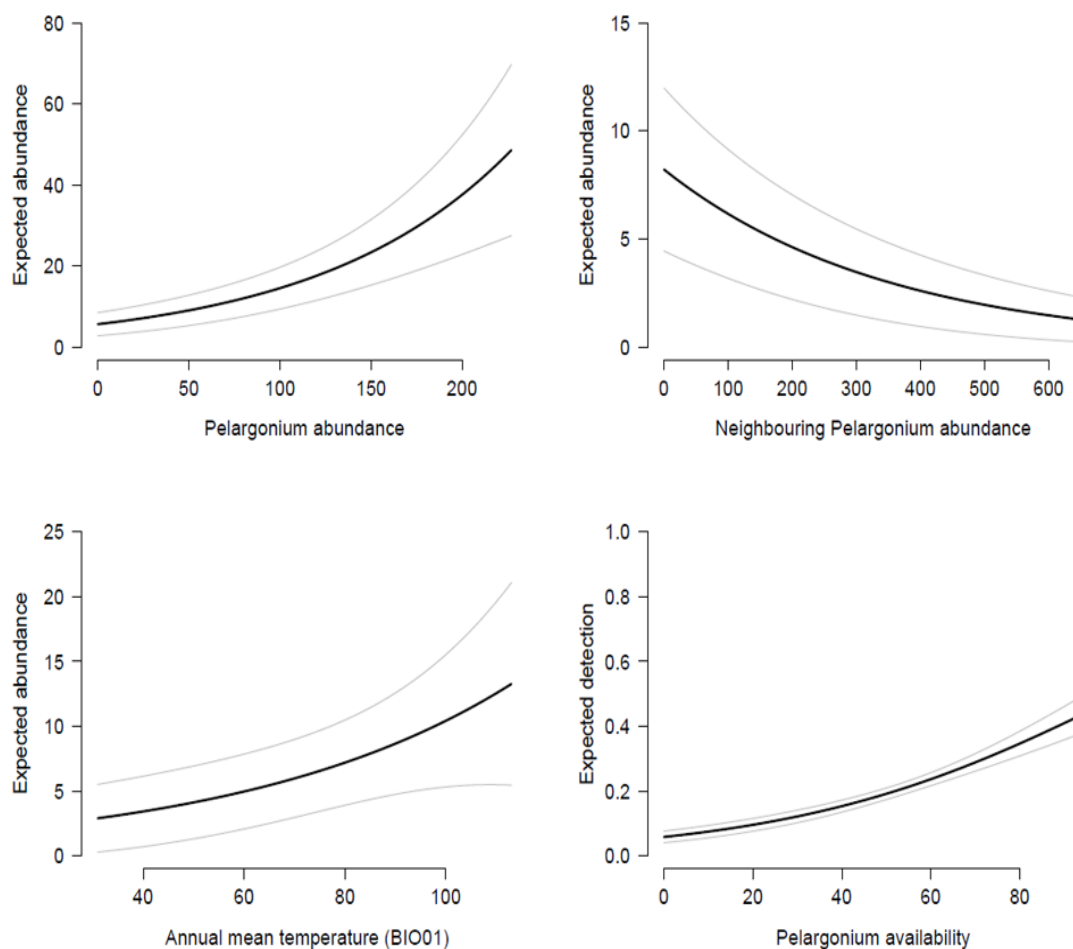 80
60
40
20
0
Expected abundance
0 50 100 150 200
Pelargonium abundance
15
10
5
0
Expected abundance
0 100 200 300 400 500 600
Neighbouring Pelargonium abundance
25
20
15
10
5
0
Expected abundance
40 60 80 100
Annual mean temperature (BIO01)
1.0
0.8
0.6
0.4
0.2
0.0
Expected detection
0 20 40 60 80
Pelargonium availability